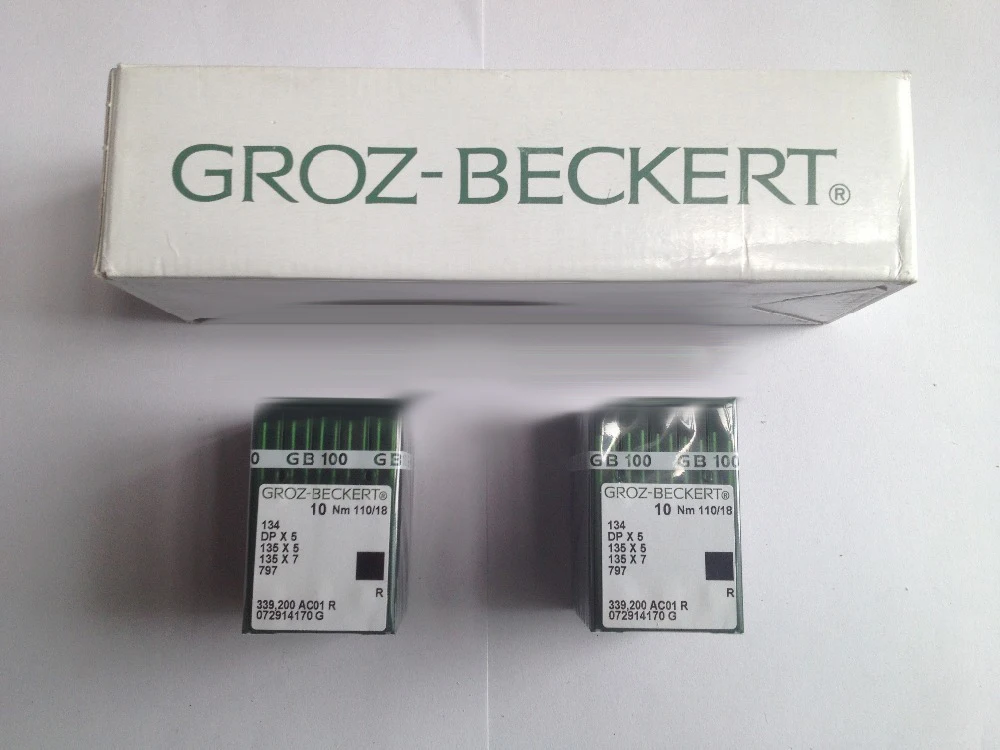 GROZ-BECKERT®
0 GB 100 GB
GROZ-BECKERT®
10 Nm 110/18
134
DP X 5
135 X 5
135 X 7
797
R
339,200 AC01 R
072914170 G
GB 100 GB 100
GROZ-BECKERT®
10 Nm 110/18
134
DP X 5
135 X 5
135 X 7
797
R
339,200 AC01 R
072914170 G